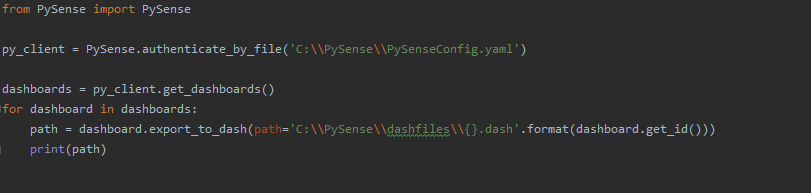 from PySense import PySense
py_client = PySense.authenticate_by_file('C:\\PySense\\PySenseConfig.yaml')
dashboards = py_client.get_dashboards()
for dashboard in dashboards:
    path = dashboard.export_to_dash(path='C:\\PySense\\dashfiles\\{}.dash'.format(dashboard.get_id()))
    print(path)